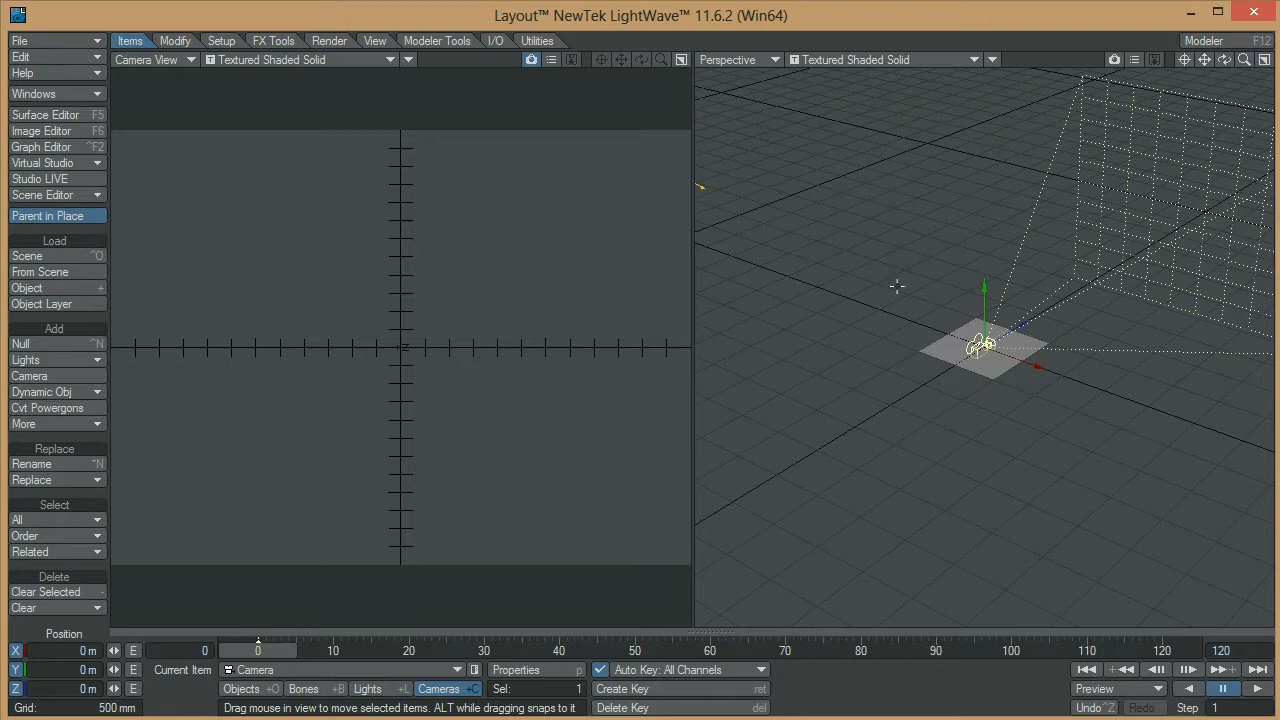 Layout™ NewTek LightWave™ 11.6.2 (Win64)
File
Items Modify Setup FX Tools Render View Modeler Tools I/O Utilities
Modeler F12
Edit
Help
Camera View Textured Shaded Solid
Perspective Textured Shaded Solid
Windows
Surface Editor F5
Image Editor F6
Graph Editor ^F2
Virtual Studio
Studio LIVE
Scene Editor
Parent in Place
Load
Scene ^O
From Scene
Object +
Object Layer
Add
Null ^N
Lights
Camera
Dynamic Obj
Cvt Powergons
More
Replace
Rename ^N
Replace
Select
All
Order
Related
Delete
Clear Selected -
Clear
Position
X 0 m E 0 0 10 20 30 40 50 60 70 80 90 100 110 120 120
Y 0 m E Current Item Camera Properties p Auto Key: All Channels
Z 0 m E Objects +O Bones +B Lights +L Cameras +C Sel: 1 Create Key ret Preview
Grid: 500 mm Drag mouse in view to move selected items. ALT while dragging snaps to it Delete Key del Undo ^Z Redo Step 1